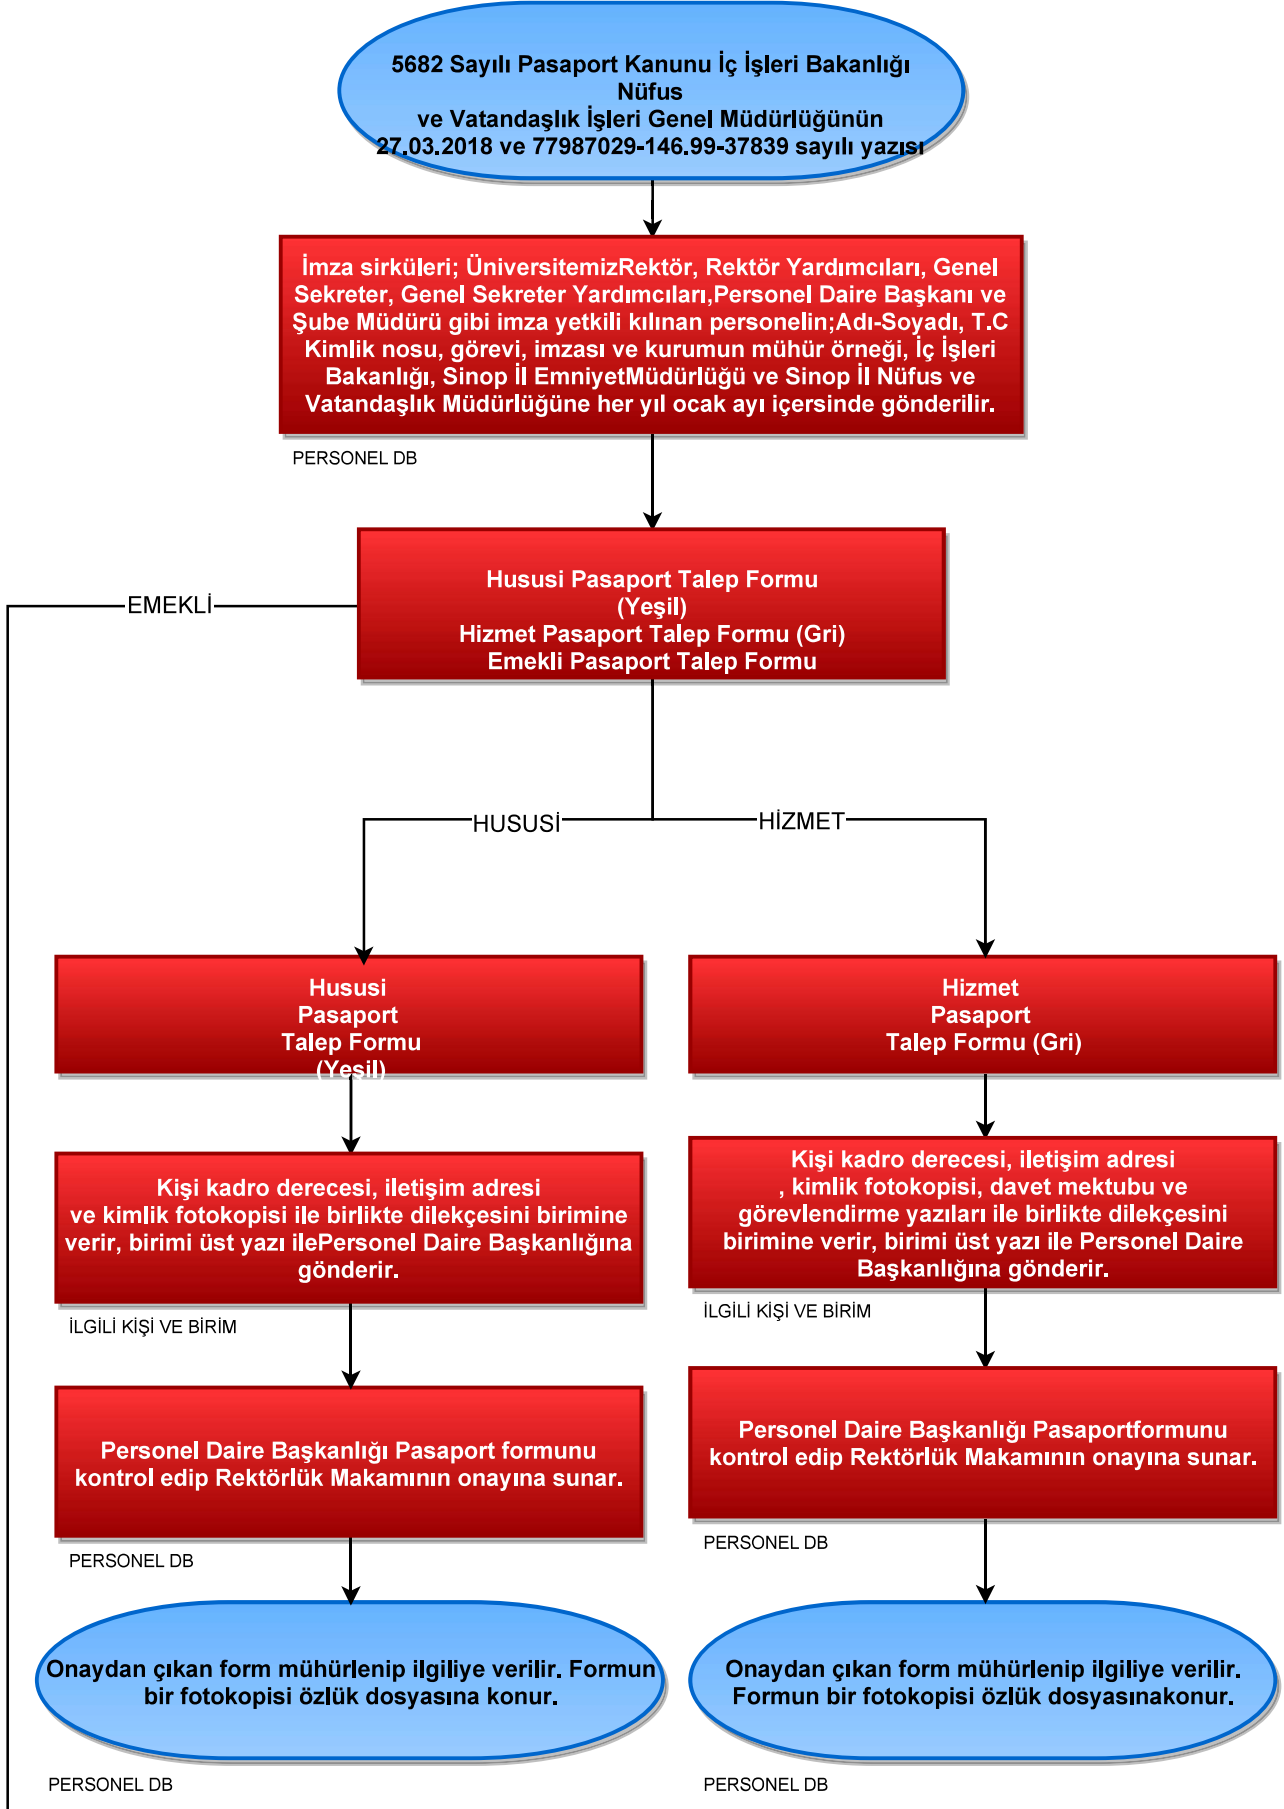 5682 Sayılı Pasaport Kanunu İç İşleri Bakanlığı
Nüfus
ve Vatandaşlık İşleri Genel Müdürlüğünün
27.03.2018 ve 77987029-146.99-37839 sayılı yazısı
İmza sirküleri; ÜniversitemizRektör, Rektör Yardımcıları, Genel
Sekreter, Genel Sekreter Yardımcıları,Personel Daire Başkanı ve
Şube Müdürü gibi imza yetkili kılınan personelin;Adı-Soyadı, T.C
Kimlik nosu, görevi, imzası ve kurumun mühür örneği, İç İşleri
Bakanlığı, Sinop İl EmniyetMüdürlüğü ve Sinop İl Nüfus ve
Vatandaşlık Müdürlüğüne her yıl ocak ayı içersinde gönderilir.
PERSONEL DB
Hususi Pasaport Talep Formu
(Yeşil)
Hizmet Pasaport Talep Formu (Gri)
Emekli Pasaport Talep Formu
EMEKLİ
HUSUSİ
HİZMET
Hususi
Pasaport
Talep Formu
(Yeşil)
Kişi kadro derecesi, iletişim adresi
ve kimlik fotokopisi ile birlikte dilekçesini birimine
verir, birimi üst yazı ilePersonel Daire Başkanlığına
gönderir.
İLGİLİ KİŞİ VE BİRİM
Personel Daire Başkanlığı Pasaport formunu
kontrol edip Rektörlük Makamının onayına sunar.
PERSONEL DB
Onaydan çıkan form mühürlenip ilgiliye verilir. Formun
bir fotokopisi özlük dosyasına konur.
PERSONEL DB
Hizmet
Pasaport
Talep Formu (Gri)
Kişi kadro derecesi, iletişim adresi
, kimlik fotokopisi, davet mektubu ve
görevlendirme yazıları ile birlikte dilekçesini
birimine verir, birimi üst yazı ile Personel Daire
Başkanlığına gönderir.
İLGİLİ KİŞİ VE BİRİM
Personel Daire Başkanlığı Pasaportformunu
kontrol edip Rektörlük Makamının onayına sunar.
PERSONEL DB
Onaydan çıkan form mühürlenip ilgiliye verilir.
Formun bir fotokopisi özlük dosyasınakonur.
PERSONEL DB